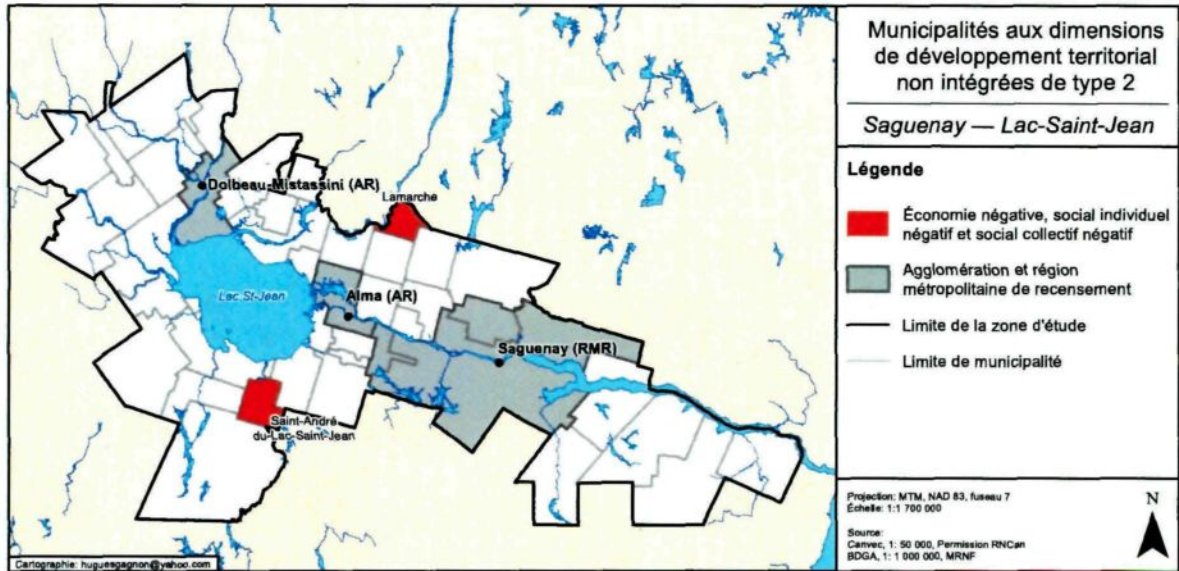 Municipalités aux dimensions
de développement territorial
non intégrées de type 2
Saguenay — Lac-Saint-Jean
Légende
Économie négative, social individuel
négatif et social collectif négatif
Agglomération et région
métropolitaine de recensement
Limite de la zone d'étude
Limite de municipalité
Projection: MTM, NAD 83, fuseau 7
Échelle: 1:1 700 000
Source:
Canvec, 1: 50 000, Permission RNCan
BDGA, 1: 1 000 000, MRNF
N
Dolbeau-Mistassini (AR)
Lamarche
Lac St-Jean
Alma (AR)
Saguenay (RMR)
Saint-André
du-Lac-Saint-Jean
Cartographie: huguesgagnon@yahoo.com